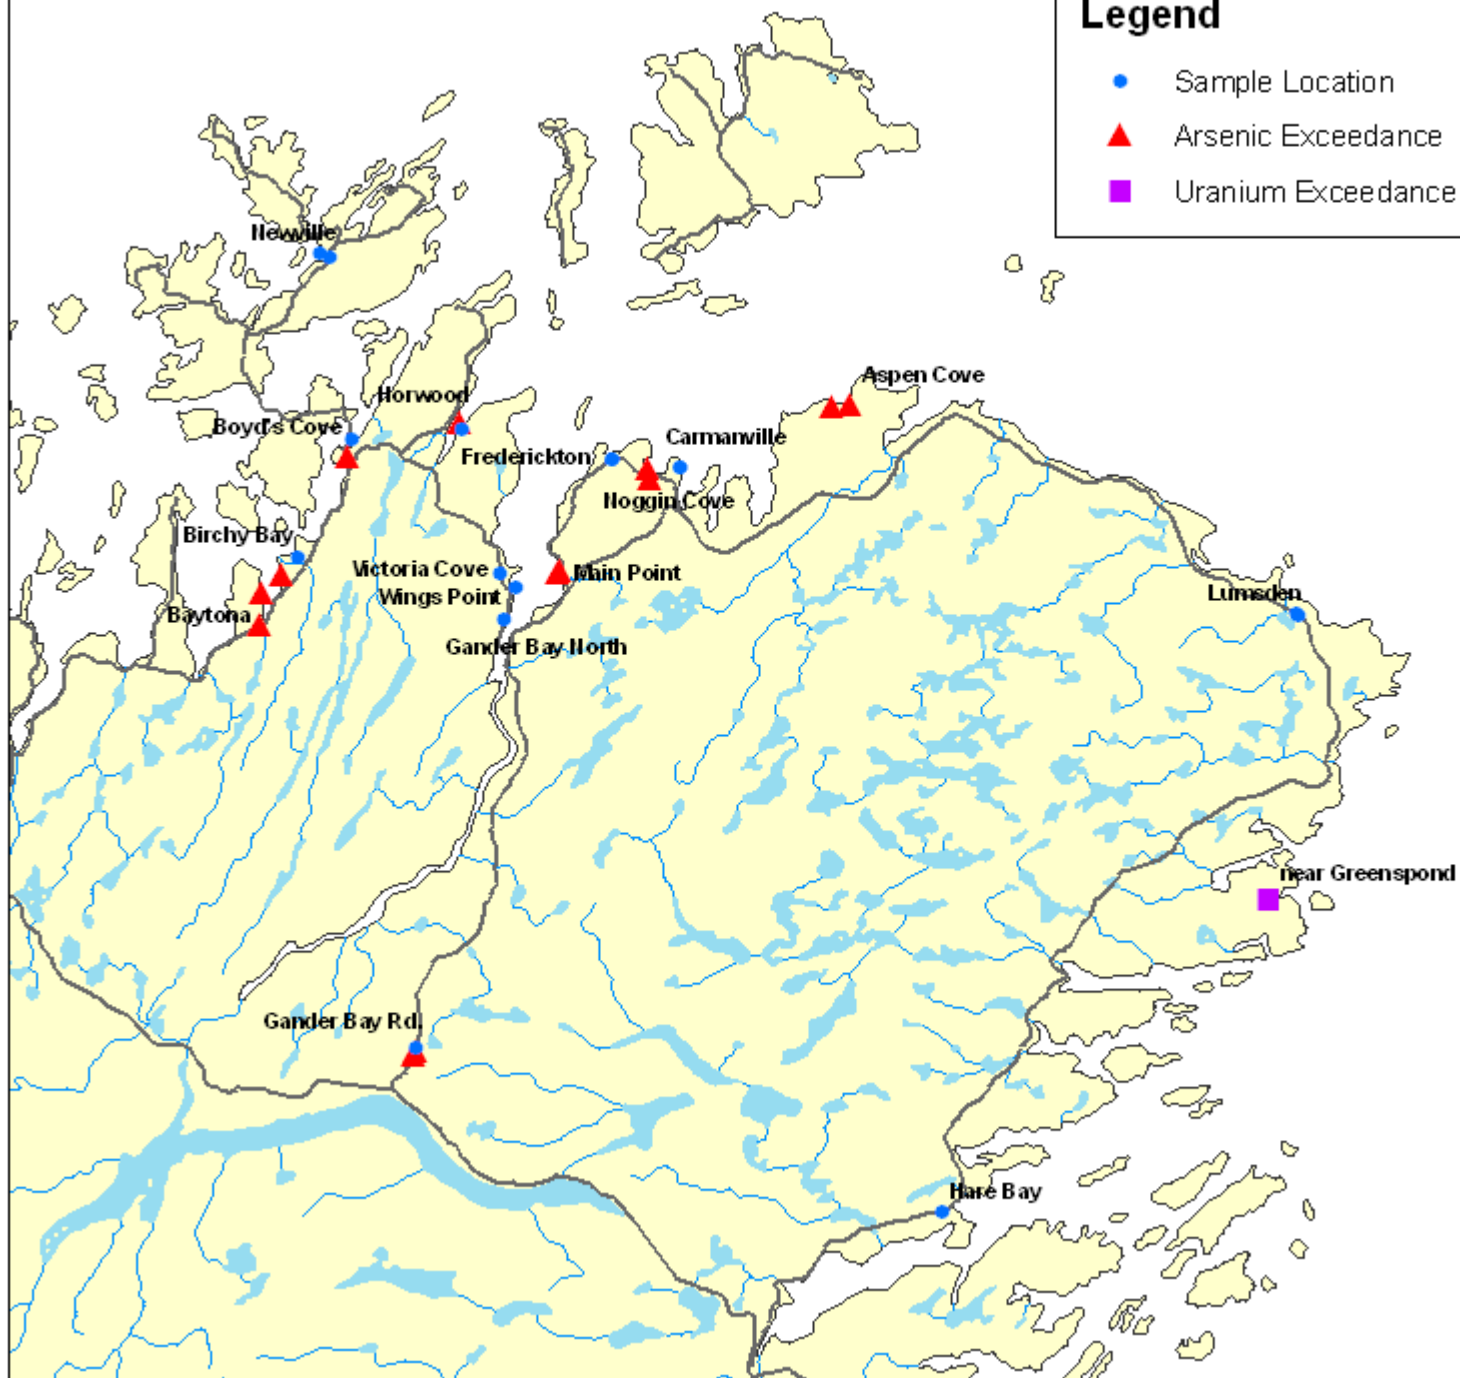 Legend
Sample Location
Arsenic Exceedance
Uranium Exceedance
Newville
Aspen Cove
Horwood
Boyd's Cove
Carmanville
Frederickton
Noggin Cove
Birchy Bay
Victoria Cove
Main Point
Wings Point
Lumsden
Baytona
Gander Bay North
near Greenspond
Gander Bay Rd.
Hare Bay